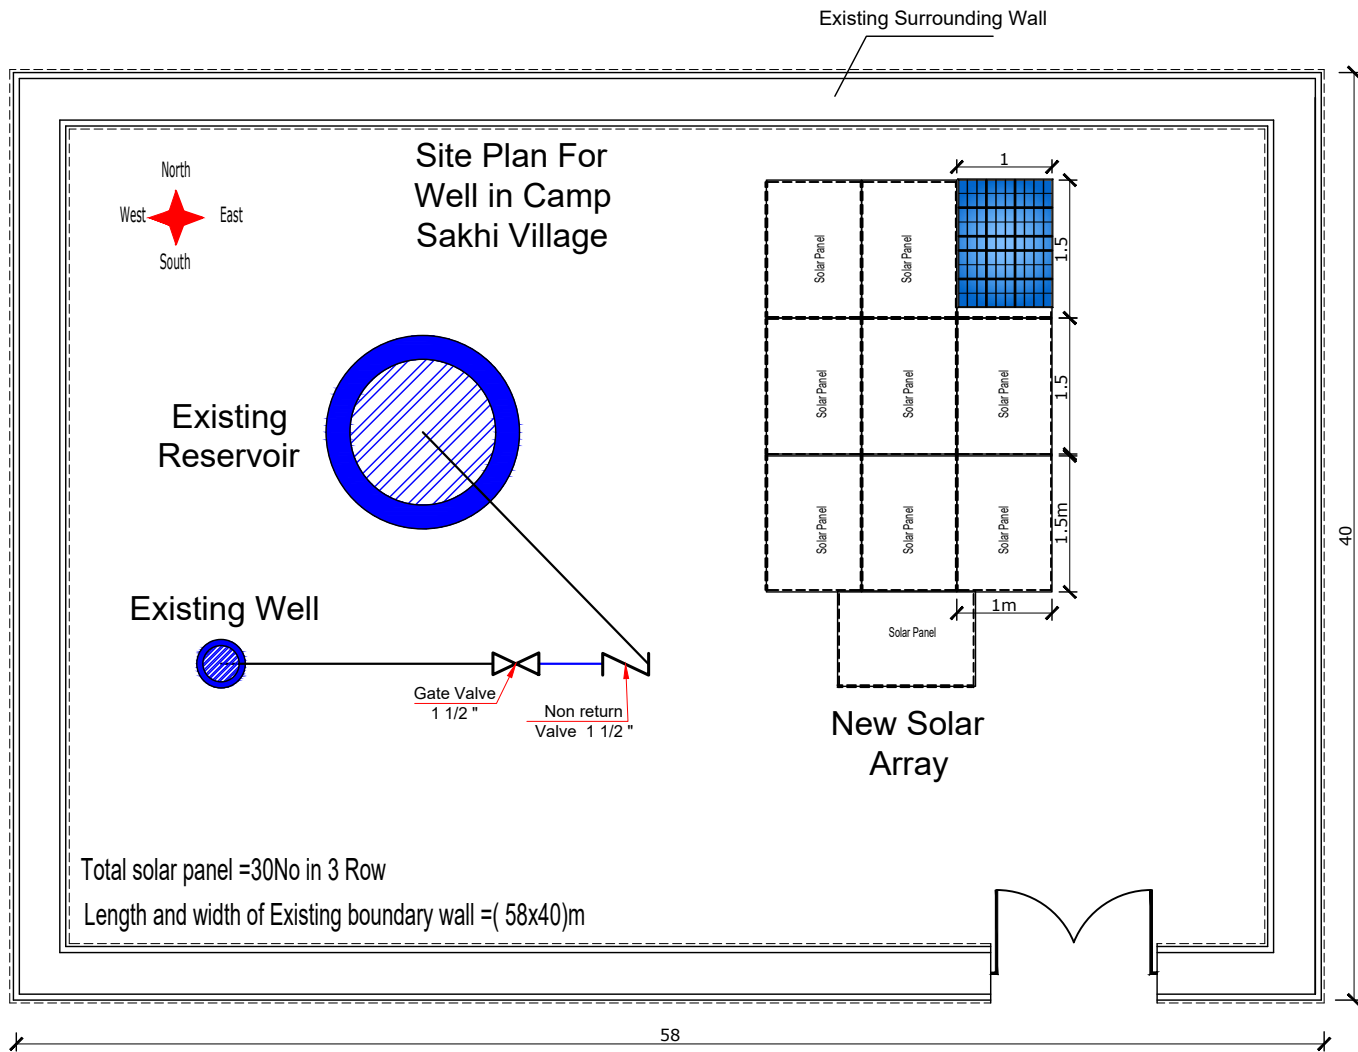 Existing Surrounding Wall
Site Plan For
Well in Camp
Sakhi Village
North
West
East
South
1
1.5
Solar Panel
Solar Panel
1.5
Solar Panel
Solar Panel
Solar Panel
1.5m
Solar Panel
Solar Panel
Solar Panel
1m
Solar Panel
40
Existing
Reservoir
Existing Well
Gate Valve
1 1/2 "
Non return
Valve 1 1/2 "
New Solar
Array
Total solar panel =30No in 3 Row
Length and width of Existing boundary wall =( 58x40)m
58